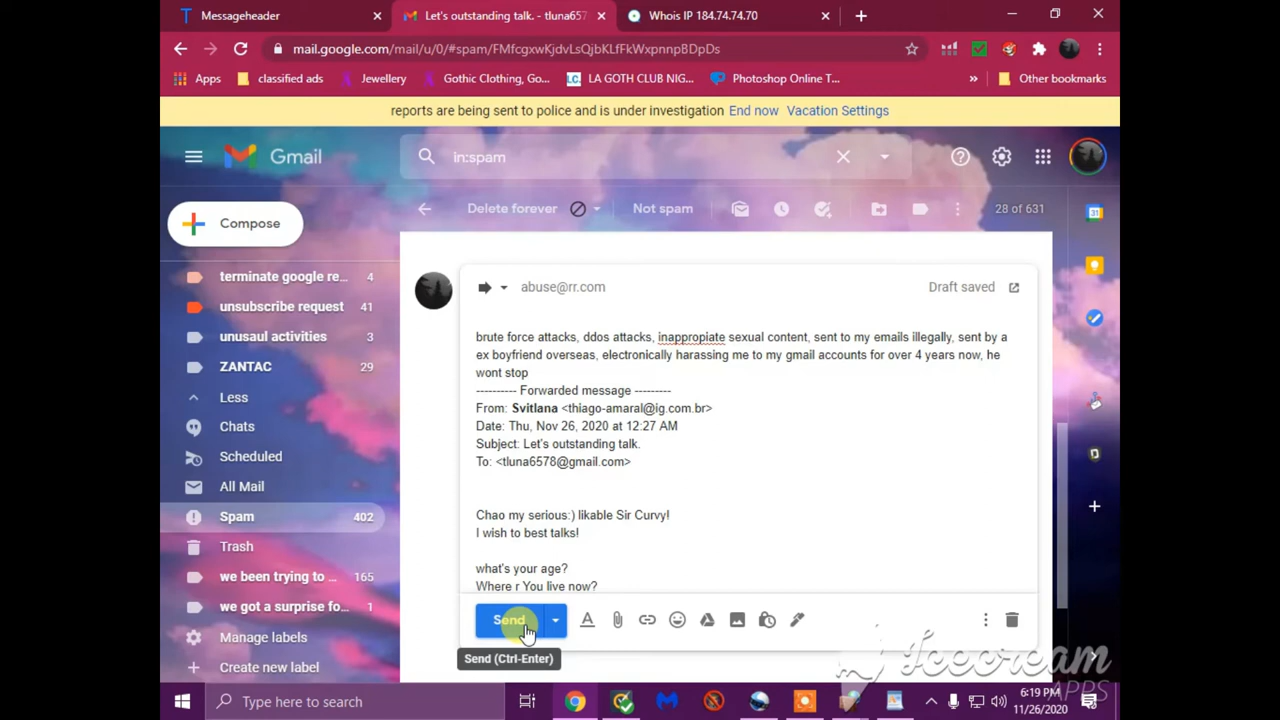 Messageheader
Let's outstanding talk. - tluna657
Whois IP 184.74.74.70
mail.google.com/mail/u/0/#spam/FMfcgxwKjdvLsQjbKLfFkWxpnnpBDpDs
Apps
classified ads
Jewellery
Gothic Clothing, Go...
LC.
LA GOTH CLUB NIG...
Photoshop Online T...
»
Other bookmarks
reports are being sent to police and is under investigation End now Vacation Settings
Gmail
in:spam
Delete forever
Not spam
28 of 631
Compose
terminate google re... 4
unsubscribe request 41
unusaul activities 3
ZANTAC 29
Less
Chats
Scheduled
All Mail
Spam 402
Trash
we been trying to ... 165
we got a surprise fo... 1
Manage labels
Create new label
abuse@rr.com
Draft saved
brute force attacks, ddos attacks, inappropiate sexual content, sent to my emails illegally, sent by a
ex boyfriend overseas, electronically harassing me to my gmail accounts for over 4 years now, he
wont stop
---------- Forwarded message ---------
From: Svitlana <thiago-amaral@ig.com.br>
Date: Thu, Nov 26, 2020 at 12:27 AM
Subject: Let's outstanding talk.
To: <tluna6578@gmail.com>
Chao my serious:) likable Sir Curvy!
I wish to best talks!
what's your age?
Where r You live now?
Send
Send (Ctrl-Enter)
Icecream
APPS
Type here to search
6:19 PM
11/26/2020